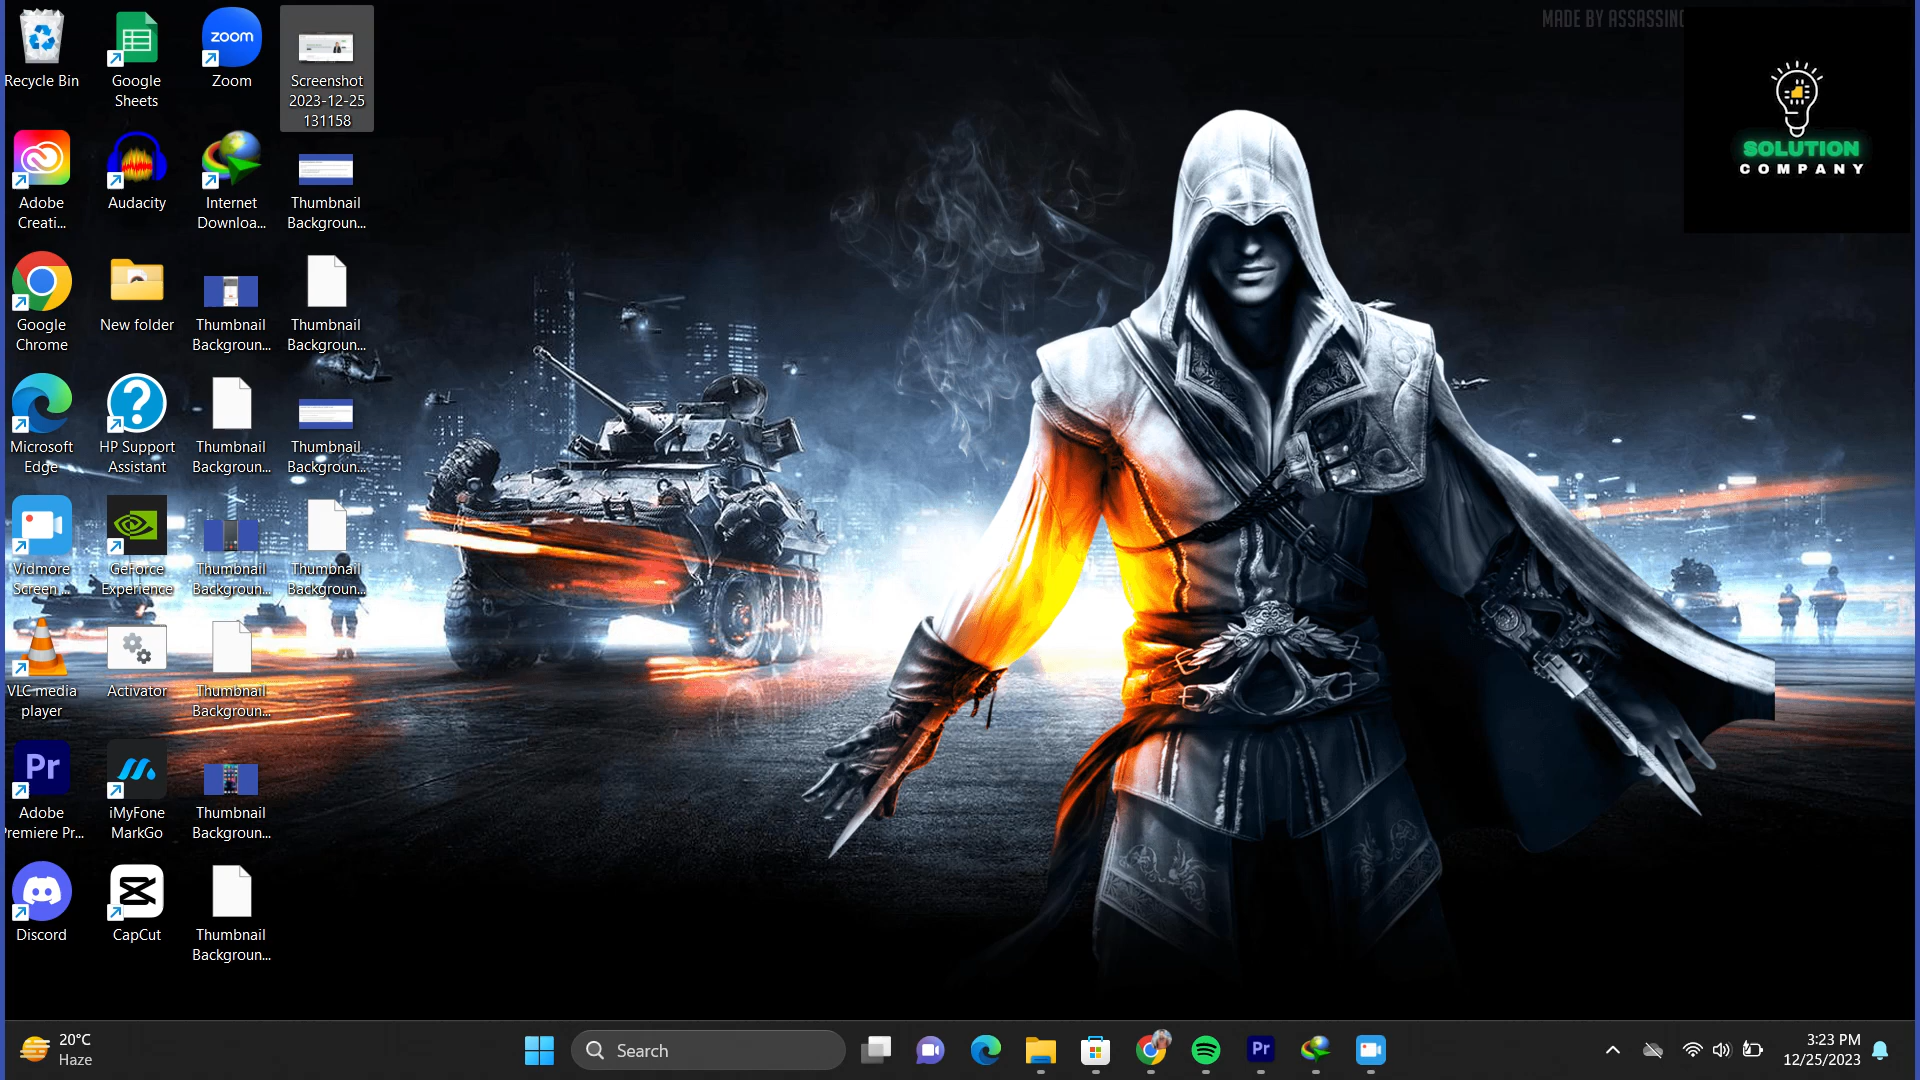 MADE BY ASSASSINO
SOLUTION
COMPANY
Recycle Bin
Google
Sheets
zoom
Zoom
Screenshot
2023-12-25
131158
Adobe
Creati...
Audacity
Internet
Downloa...
Thumbnail
Backgroun...
Google
Chrome
New folder
Thumbnail
Backgroun...
Thumbnail
Backgroun...
Microsoft
Edge
HP Support
Assistant
Thumbnail
Backgroun...
Thumbnail
Backgroun...
Vidmore
Screen ...
GeForce
Experience
Thumbnail
Backgroun...
Thumbnail
Backgroun...
VLC media
player
Activator
Thumbnail
Backgroun...
Pr
Adobe
Premiere Pr...
iMyFone
MarkGo
Thumbnail
Backgroun...
Discord
CapCut
Thumbnail
Backgroun...
20°C
Haze
Search
Pr
3:23 PM
12/25/2023